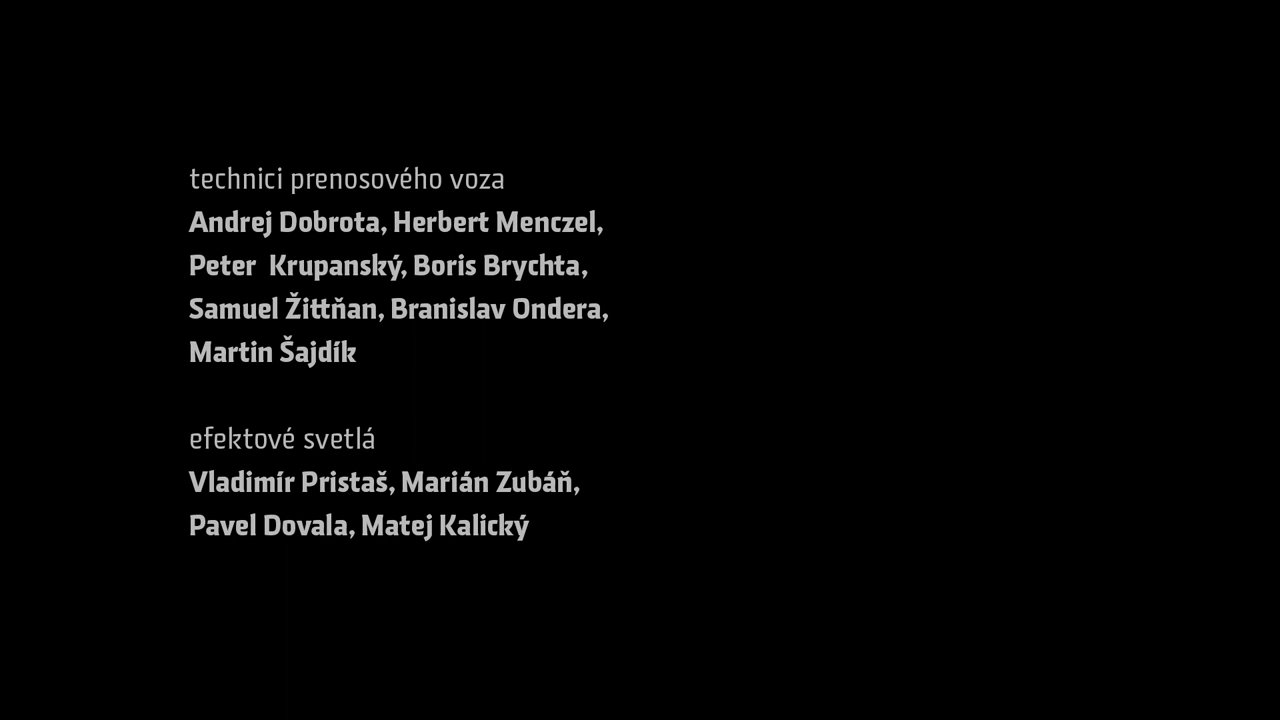 technici prenosového voza
Andrej Dobrota, Herbert Menczel,
Peter  Krupanský, Boris Brychta,
Samuel Žittňan, Branislav Ondera,
Martin Šajdík
efektové svetlá
Vladimír Pristaš, Marián Zubáň,
Pavel Dovala, Matej Kalický